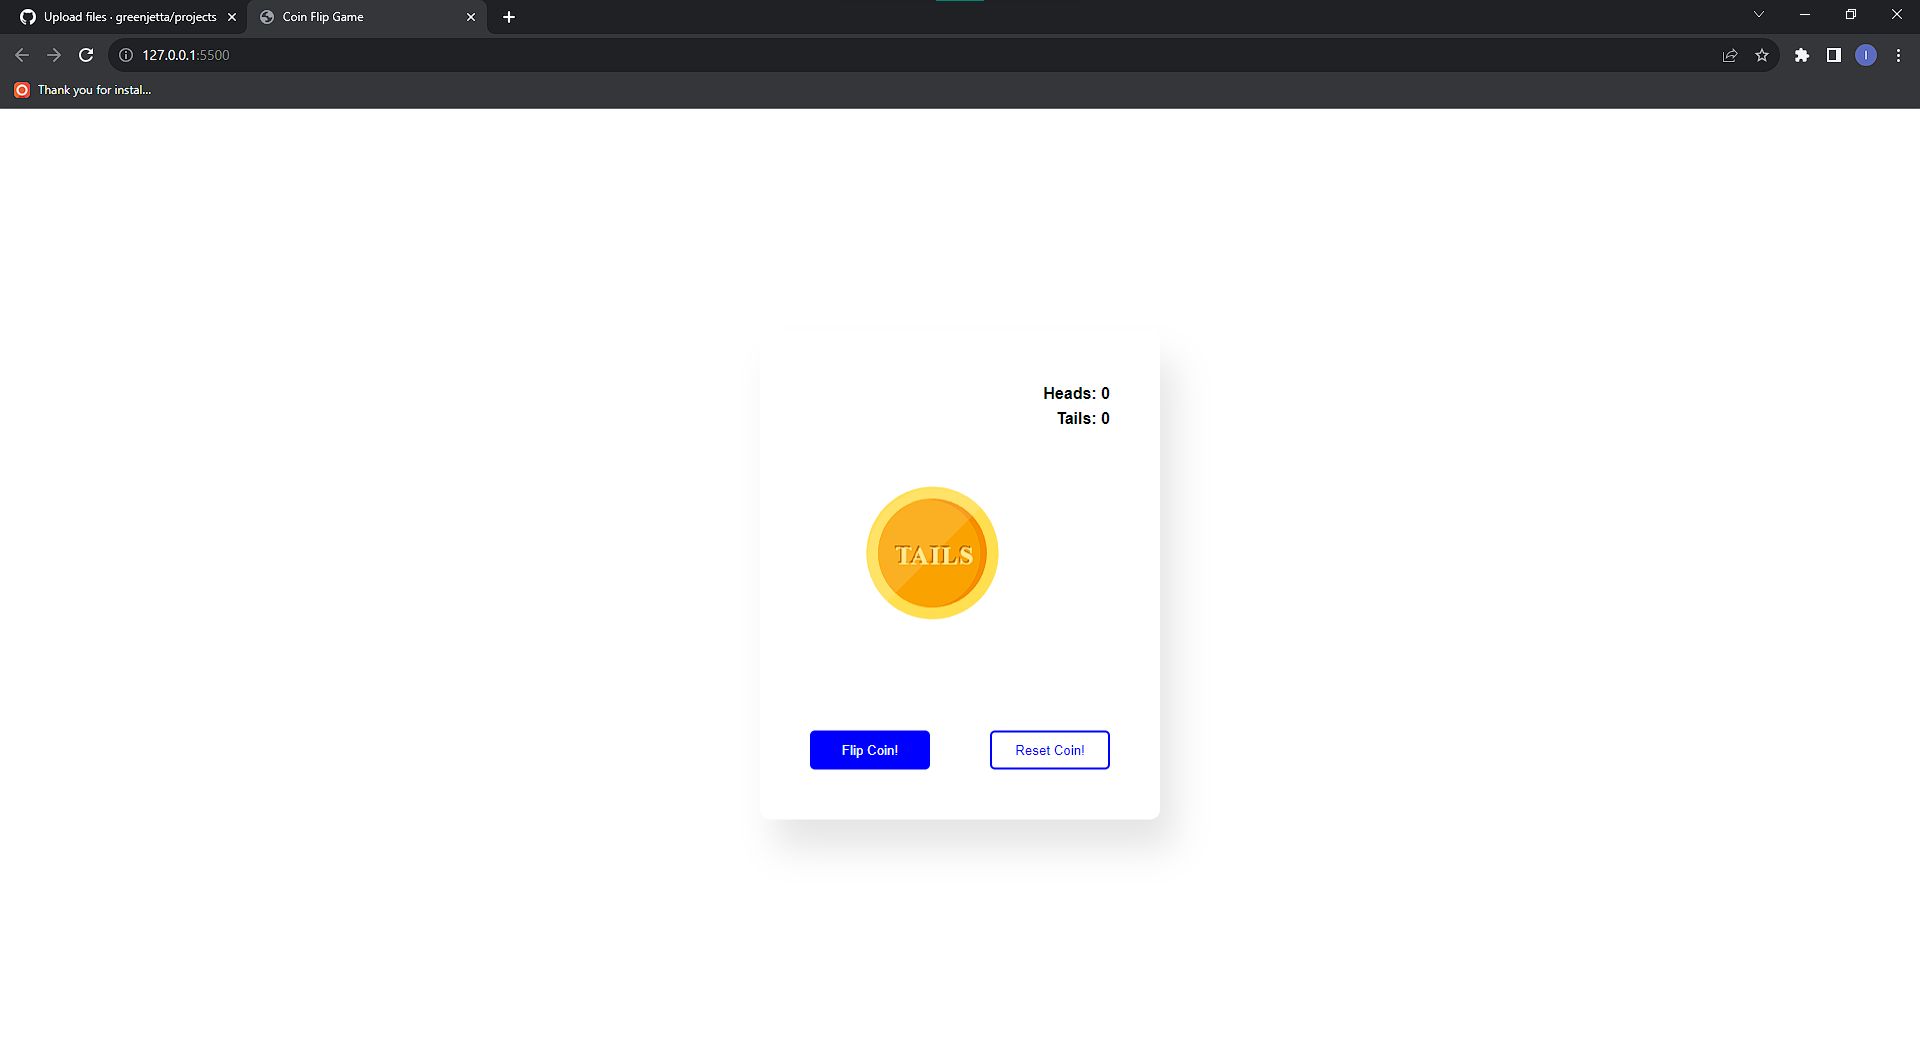 Upload files · greenjetta/projects
Coin Flip Game
127.0.0.1:5500
I
Thank you for instal...
Heads: 0
Tails: 0
TAILS
Flip Coin!
Reset Coin!